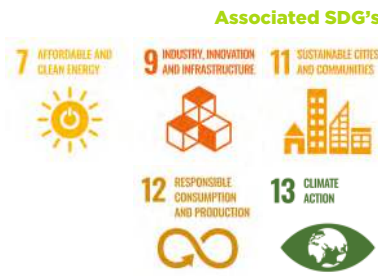 Associated SDG's
7 AFFORDABLE AND
CLEAN ENERGY
9 INDUSTRY, INNOVATION
AND INFRASTRUCTURE
11 SUSTAINABLE CITIES
AND COMMUNITIES
12 RESPONSIBLE
CONSUMPTION
AND PRODUCTION
13 CLIMATE
ACTION